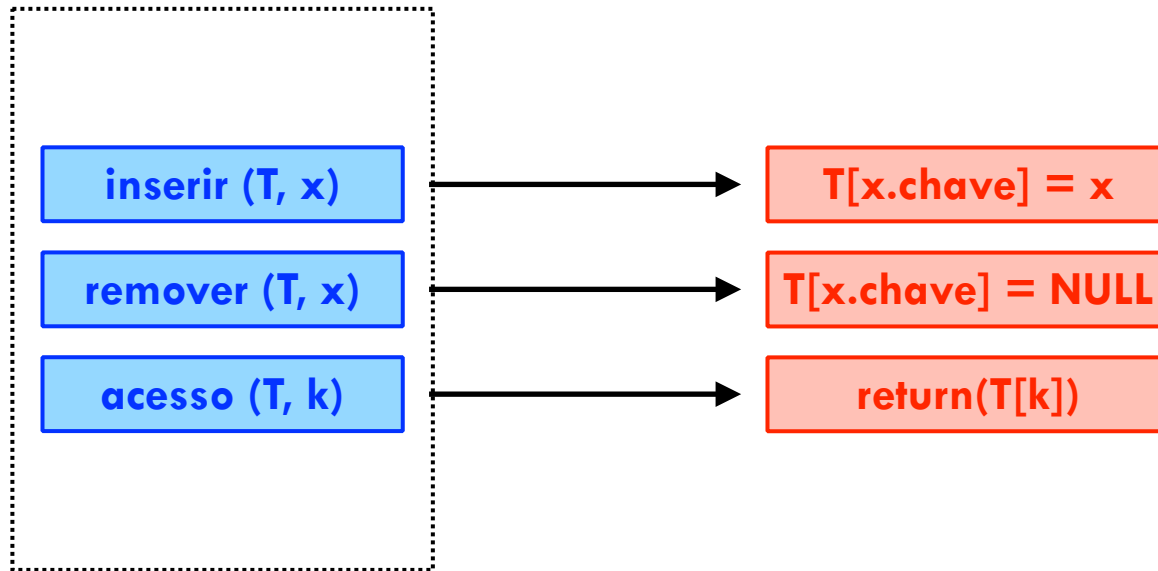 inserir (T, x)
T[x.chave] = x
remover (T, x)
T[x.chave] = NULL
acesso (T, k)
return(T[k])